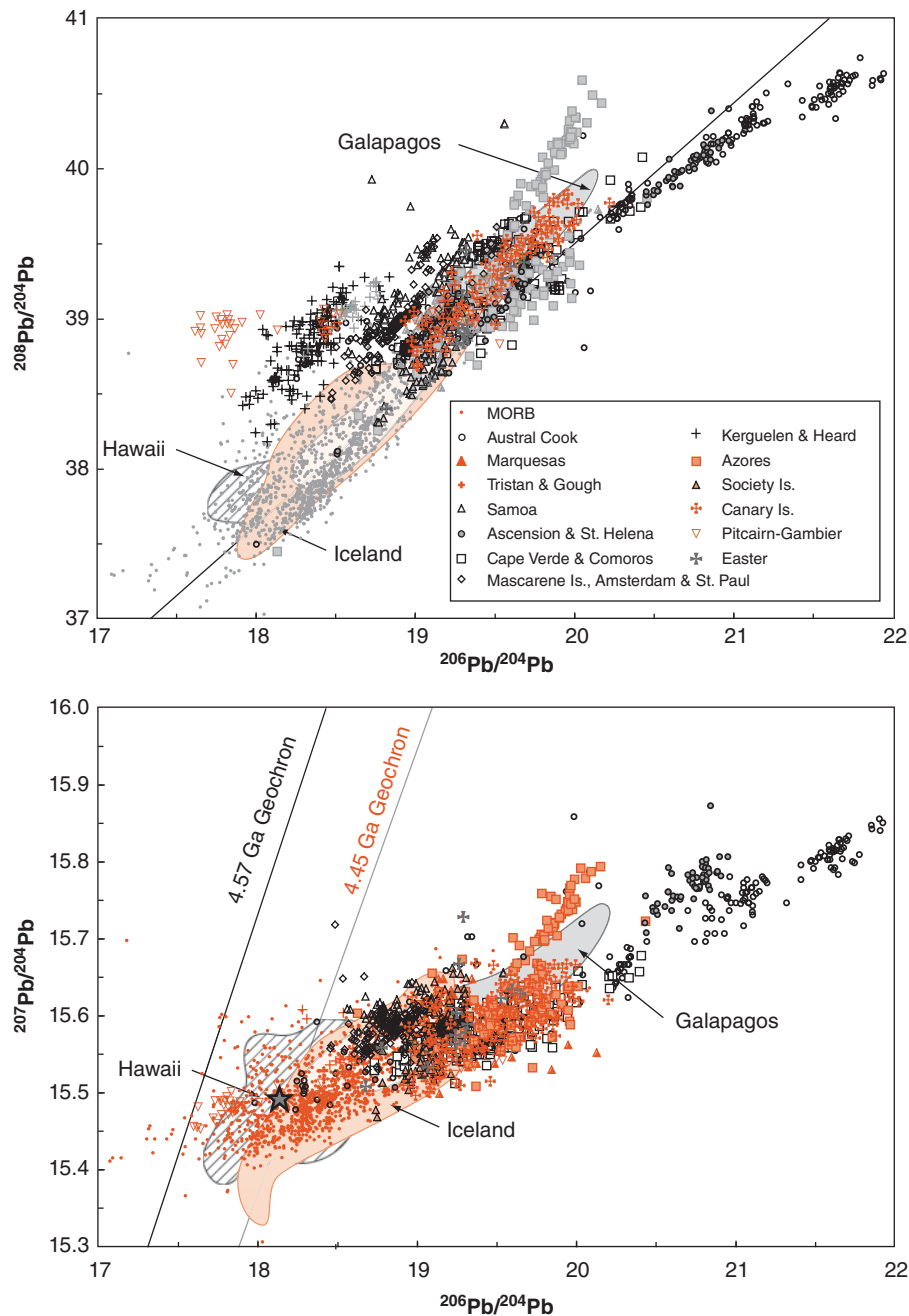 41
40
39
38
37
²⁰⁸Pb/²⁰⁴Pb
Galapagos
Hawaii
Iceland
MORB
Austral Cook
Marquesas
Tristan & Gough
Samoa
Ascension & St. Helena
Cape Verde & Comoros
Mascarene Is., Amsterdam & St. Paul
Kerguelen & Heard
Azores
Society Is.
Canary Is.
Pitcairn-Gambier
Easter
17 18 19 20 21 22
²⁰⁶Pb/²⁰⁴Pb
16.0
15.9
15.8
15.7
15.6
15.5
15.4
15.3
²⁰⁷Pb/²⁰⁴Pb
4.57 Ga Geochron
4.45 Ga Geochron
Hawaii
Galapagos
Iceland
17 18 19 20 21 22
²⁰⁶Pb/²⁰⁴Pb